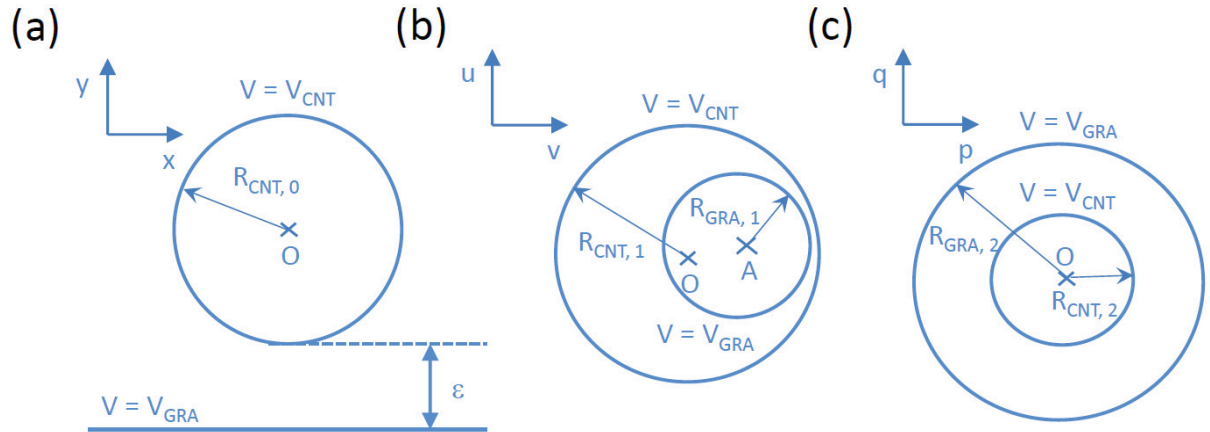 (a)
y
x
V = V_CNT
R_CNT, 0
O
ε
V = V_GRA
(b)
u
v
V = V_CNT
R_GRA, 1
R_CNT, 1
O
A
V = V_GRA
(c)
q
p
V = V_GRA
V = V_CNT
R_GRA, 2
O
R_CNT, 2